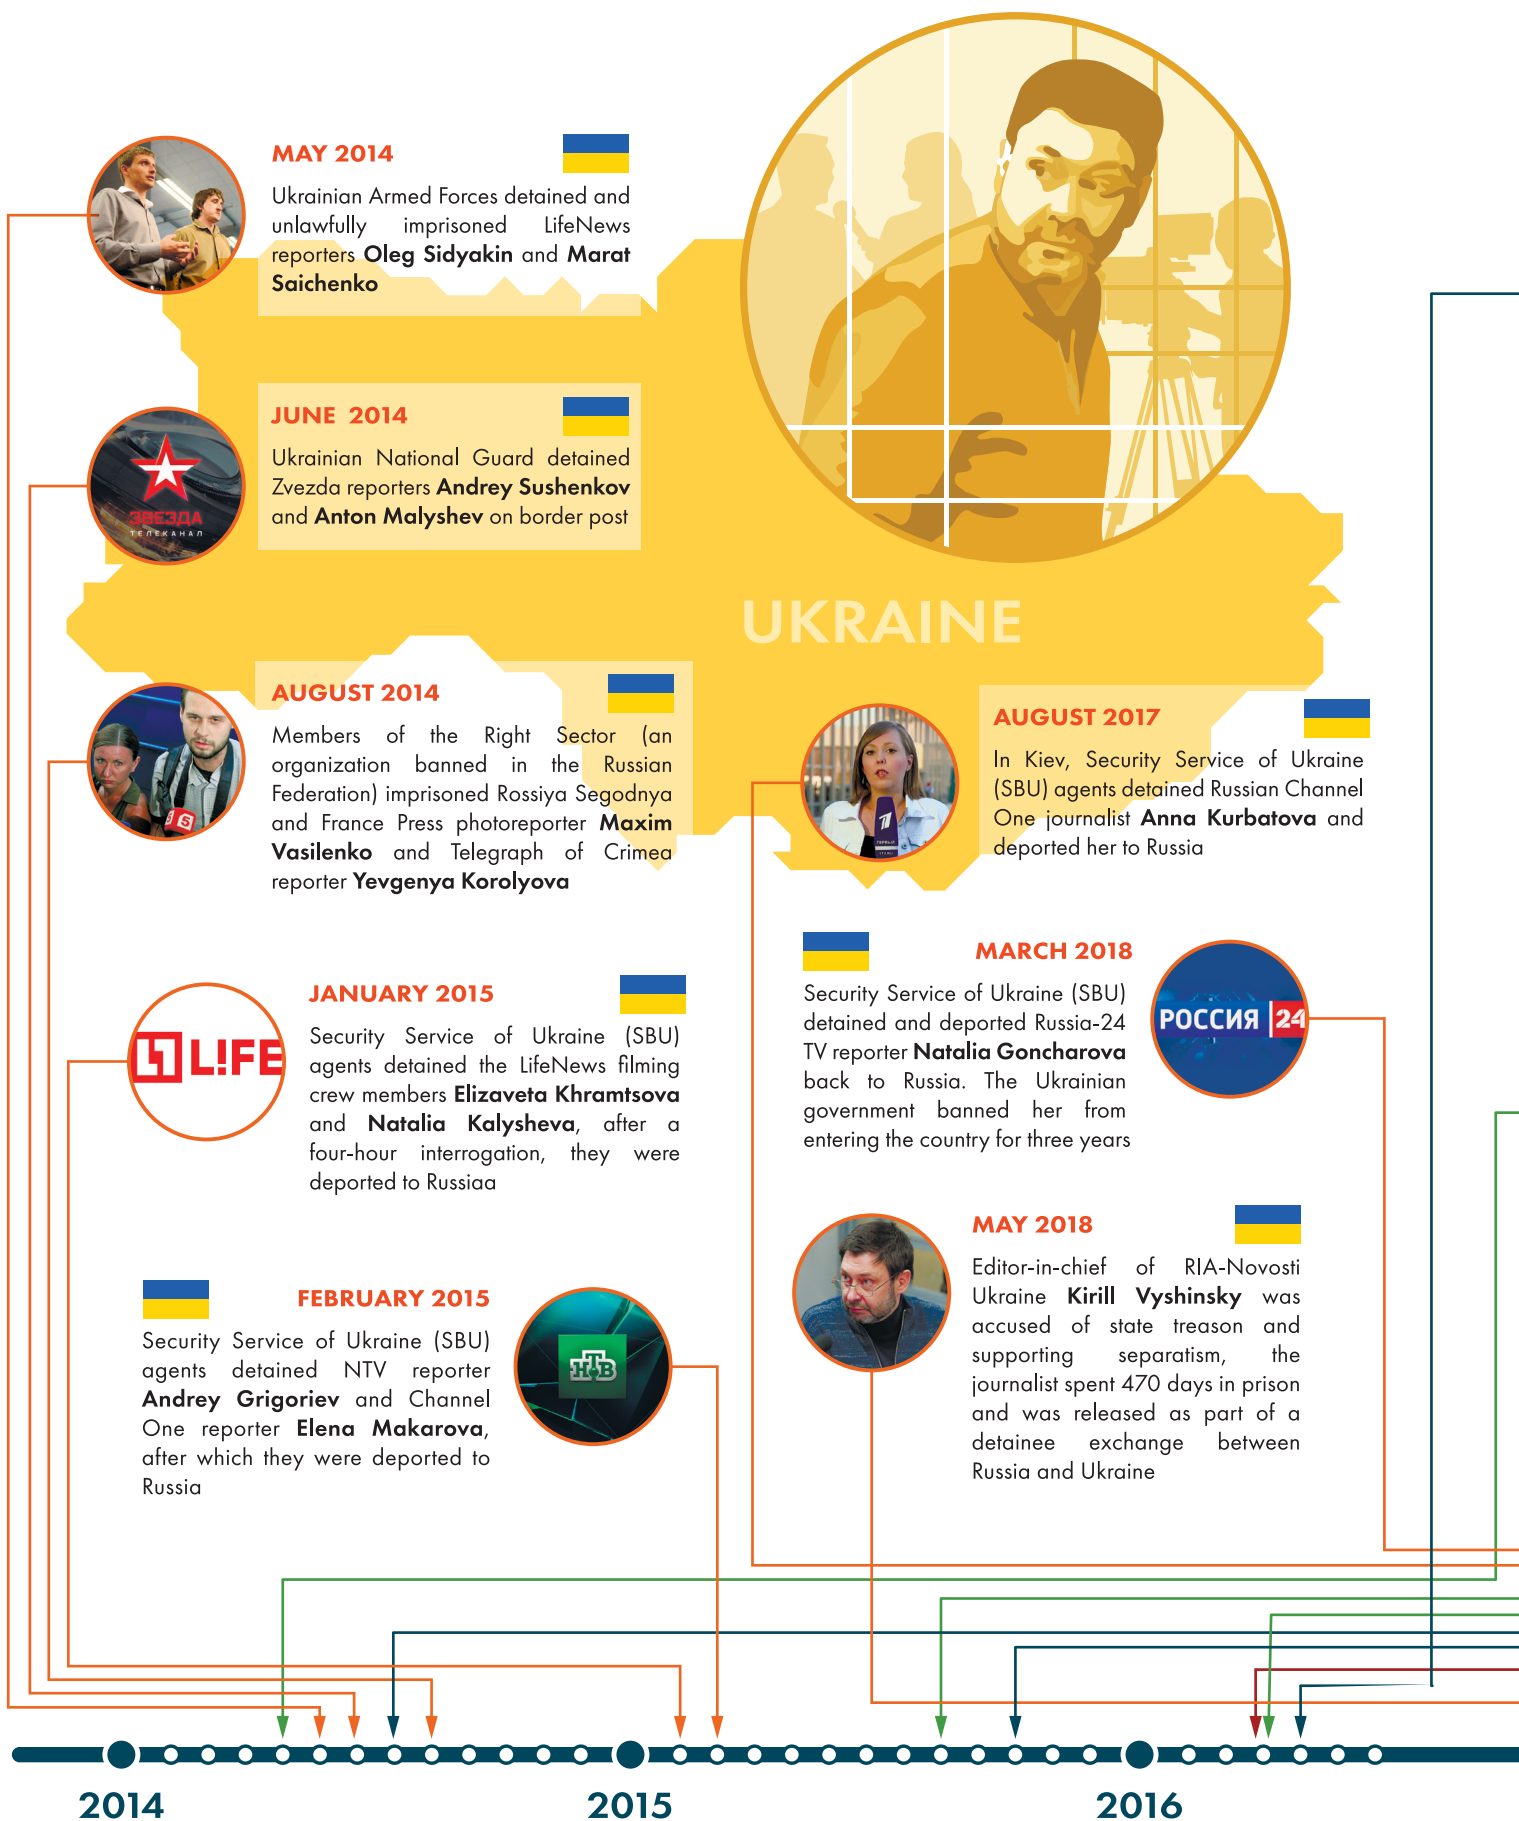 MAY 2014
Ukrainian Armed Forces detained and
unlawfully imprisoned LifeNews
reporters Oleg Sidyakin and Marat
Saichenko
JUNE 2014
Ukrainian National Guard detained
Zvezda reporters Andrey Sushenkov
and Anton Malyshev on border post
ЗВЕЗДА
ТЕЛЕКАНАЛ
UKRAINE
AUGUST 2014
Members of the Right Sector (an
organization banned in the Russian
Federation) imprisoned Rossiya Segodnya
and France Press photoreporter Maxim
Vasilenko and Telegraph of Crimea
reporter Yevgenya Korolyova
5
JANUARY 2015
Security Service of Ukraine (SBU)
agents detained the LifeNews filming
crew members Elizaveta Khramtsova
and Natalia Kalysheva, after a
four-hour interrogation, they were
deported to Russiaa
L!FE
FEBRUARY 2015
Security Service of Ukraine (SBU)
agents detained NTV reporter
Andrey Grigoriev and Channel
One reporter Elena Makarova,
after which they were deported to
Russia
НТВ
AUGUST 2017
In Kiev, Security Service of Ukraine
(SBU) agents detained Russian Channel
One journalist Anna Kurbatova and
deported her to Russia
1
ПЕРВЫЙ
MARCH 2018
Security Service of Ukraine (SBU)
detained and deported Russia-24
TV reporter Natalia Goncharova
back to Russia. The Ukrainian
government banned her from
entering the country for three years
РОССИЯ 24
MAY 2018
Editor-in-chief of RIA-Novosti
Ukraine Kirill Vyshinsky was
accused of state treason and
supporting separatism, the
journalist spent 470 days in prison
and was released as part of a
detainee exchange between
Russia and Ukraine
2014
2015
2016